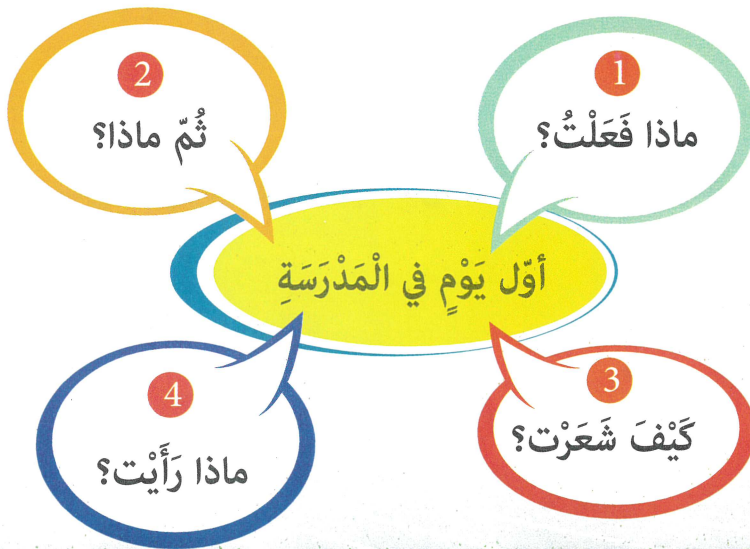 1
ماذا فَعَلْتُ؟
2
ثُمّ ماذا؟
أوّل يَوْمٍ في الْمَدْرَسَةِ
3
كَيْفَ شَعَرْت؟
4
ماذا رَأَيْت؟